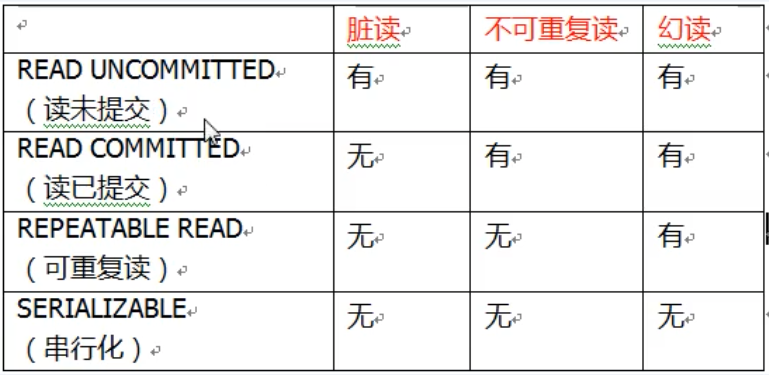 脏读 不可重复读 幻读
READ UNCOMMITTED 有 有 有
（读未提交）
READ COMMITTED 无 有 有
（读已提交）
REPEATABLE READ 无 无 有
（可重复读）
SERIALIZABLE 无 无 无
（串行化）